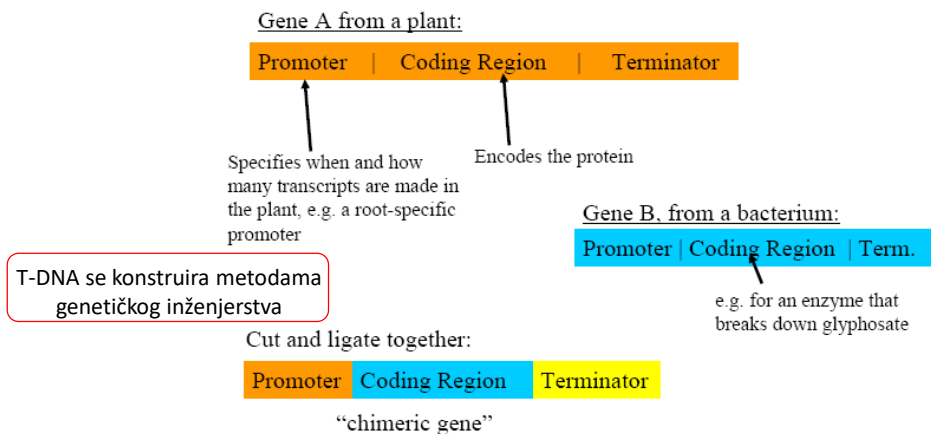 Gene A from a plant:
Promoter | Coding Region | Terminator
Specifies when and how
many transcripts are made in
the plant, e.g. a root-specific
promoter
Encodes the protein
Gene B, from a bacterium:
Promoter | Coding Region | Term.
e.g. for an enzyme that
breaks down glyphosate
T-DNA se konstruira metodama
genetičkog inženjerstva
Cut and ligate together:
Promoter Coding Region Terminator
“chimeric gene”